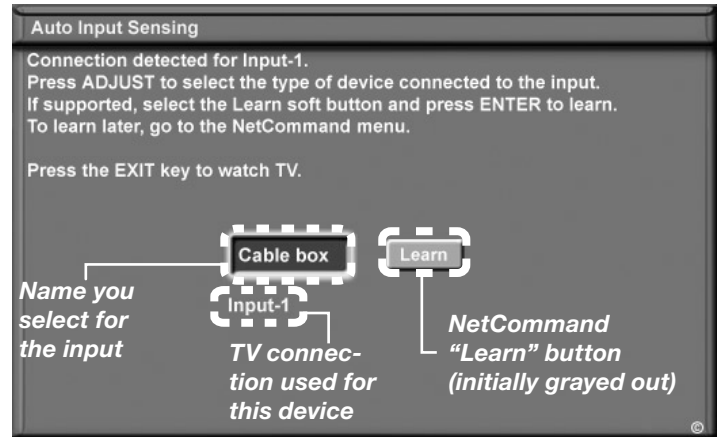 Auto Input Sensing
Connection detected for Input-1.
Press ADJUST to select the type of device connected to the input.
If supported, select the Learn soft button and press ENTER to learn.
To learn later, go to the NetCommand menu.
Press the EXIT key to watch TV.
Cable box
Learn
Input-1
Name you
select for
the input
TV connec-
tion used for
this device
NetCommand
“Learn” button
(initially grayed out)
©